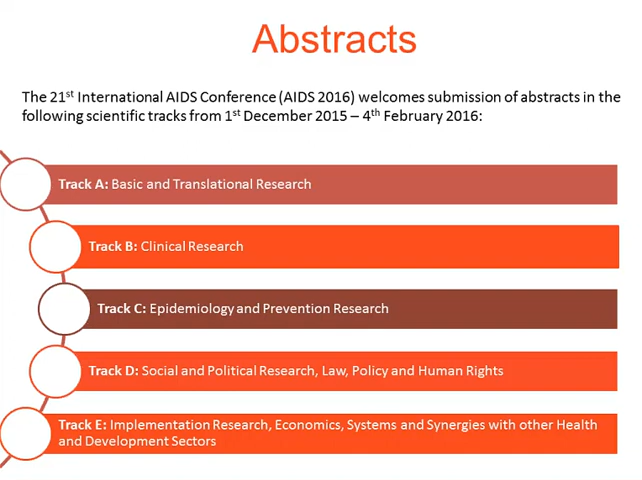 Abstracts
The 21st International AIDS Conference (AIDS 2016) welcomes submission of abstracts in the
following scientific tracks from 1st December 2015 – 4th February 2016:
Track A: Basic and Translational Research
Track B: Clinical Research
Track C: Epidemiology and Prevention Research
Track D: Social and Political Research, Law, Policy and Human Rights
Track E: Implementation Research, Economics, Systems and Synergies with other Health
and Development Sectors